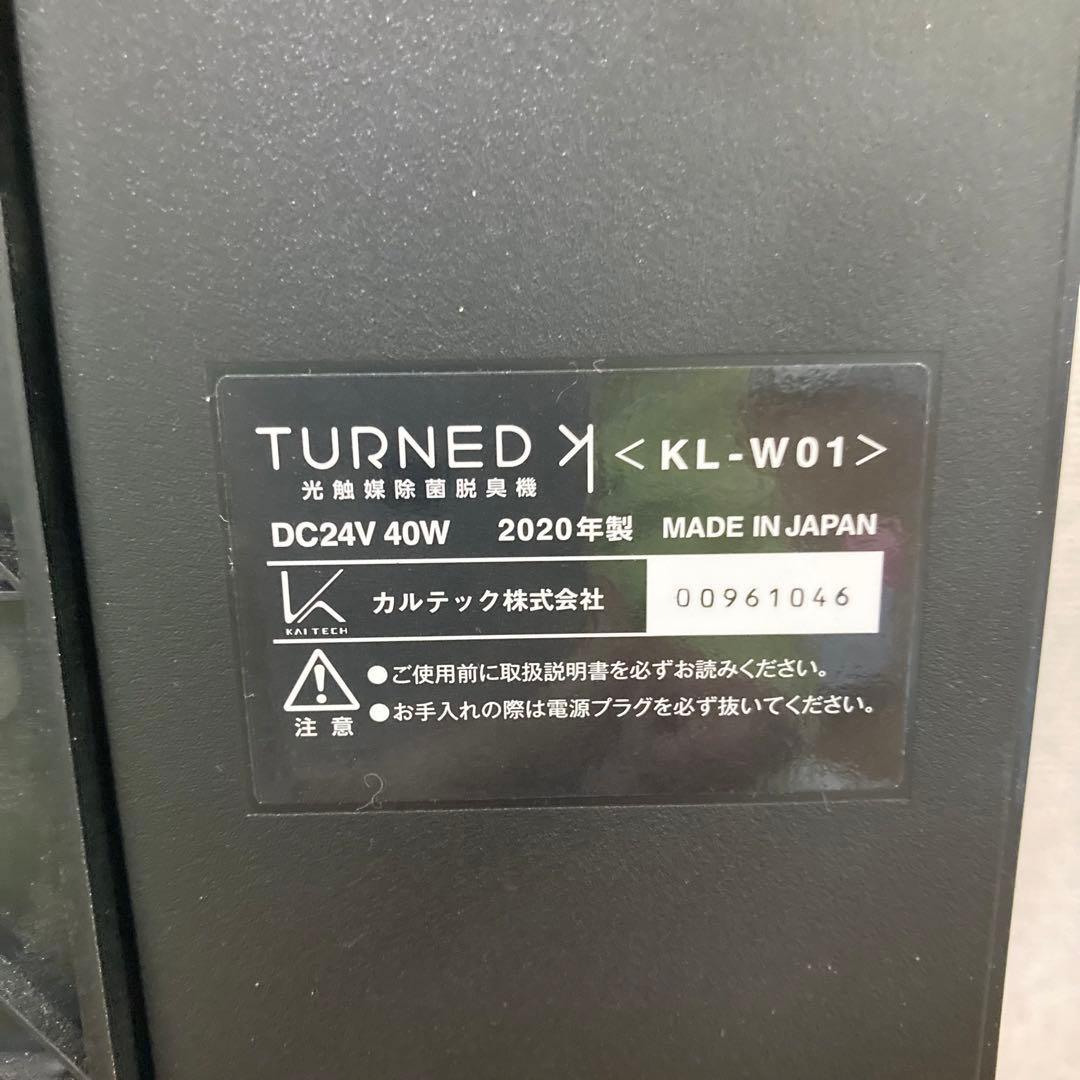 TURNED K <KL-W01>
光触媒除菌脱臭機
DC24V 40W 2020年製 MADE IN JAPAN
KALTECH カルテック株式会社 00961046
●ご使用前に取扱説明書を必ずお読みください。
●お手入れの際は電源プラグを必ず抜いてください。
注意